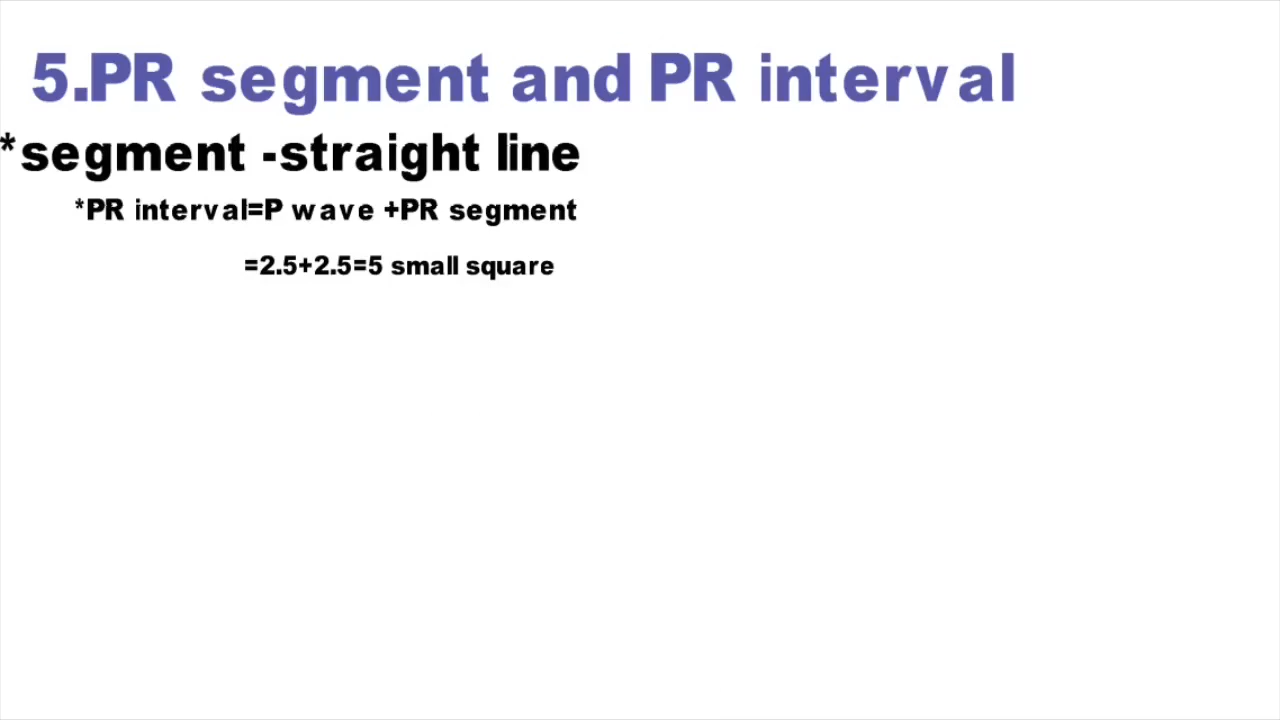 5.PR segment and PR interval
*segment -straight line
*PR interval=P wave +PR segment
=2.5+2.5=5 small square